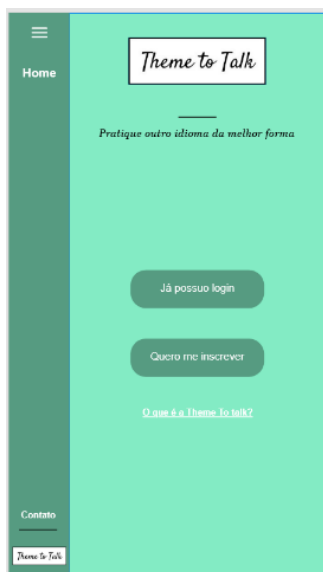 Home
Theme to Talk
Pratique outro idioma da melhor forma
Já possuo login
Quero me inscrever
O que é a Theme To talk?
Contato
Theme to Talk